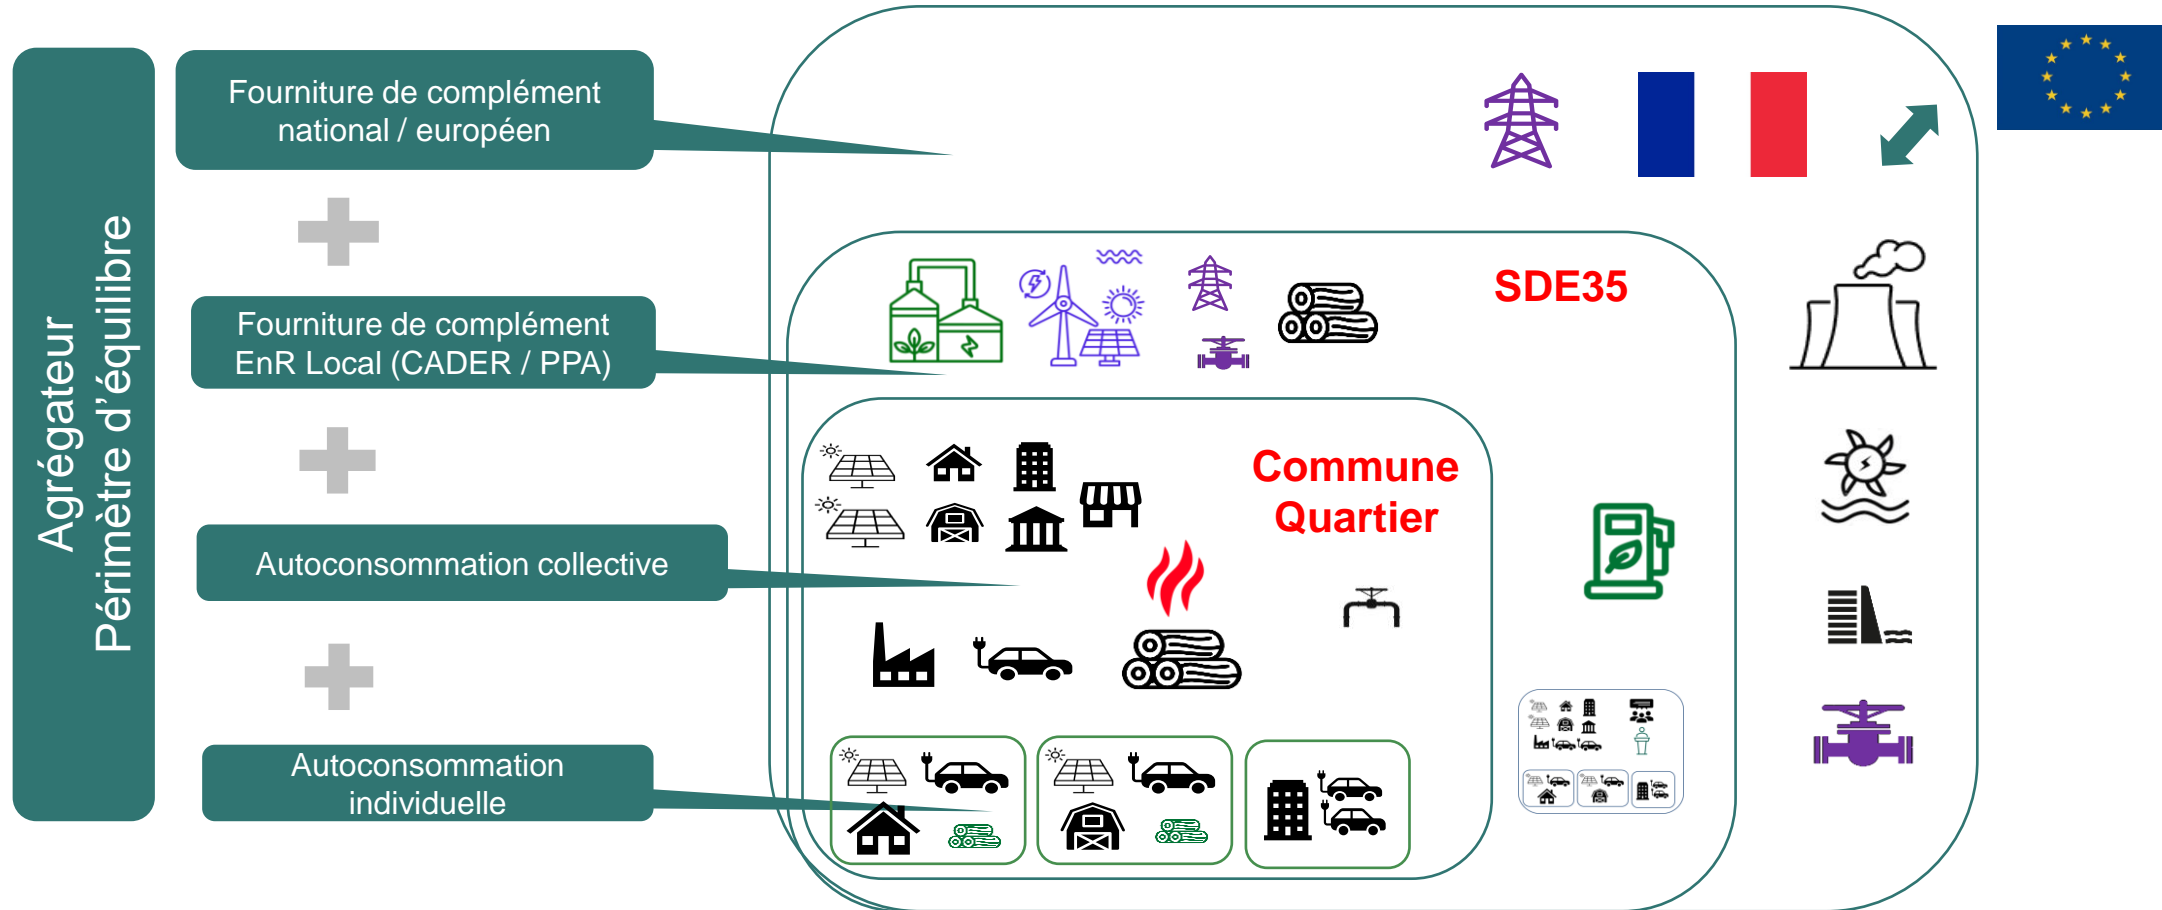 Agrégateur
Périmètre d'équilibre
Fourniture de complément
national / européen
Fourniture de complément
EnR Local (CADER / PPA)
Autoconsommation collective
Autoconsommation
individuelle
SDE35
Commune
Quartier